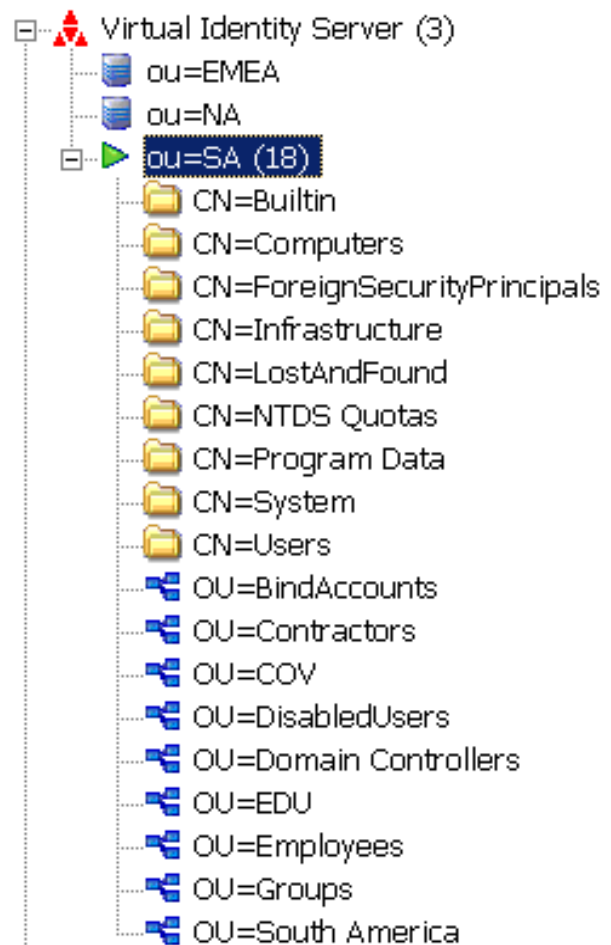 Virtual Identity Server (3)
ou=EMEA
ou=NA
ou=SA (18)
CN=Builtin
CN=Computers
CN=ForeignSecurityPrincipals
CN=Infrastructure
CN=LostAndFound
CN=NTDS Quotas
CN=Program Data
CN=System
CN=Users
OU=BindAccounts
OU=Contractors
OU=COV
OU=DisabledUsers
OU=Domain Controllers
OU=EDU
OU=Employees
OU=Groups
OU=South America